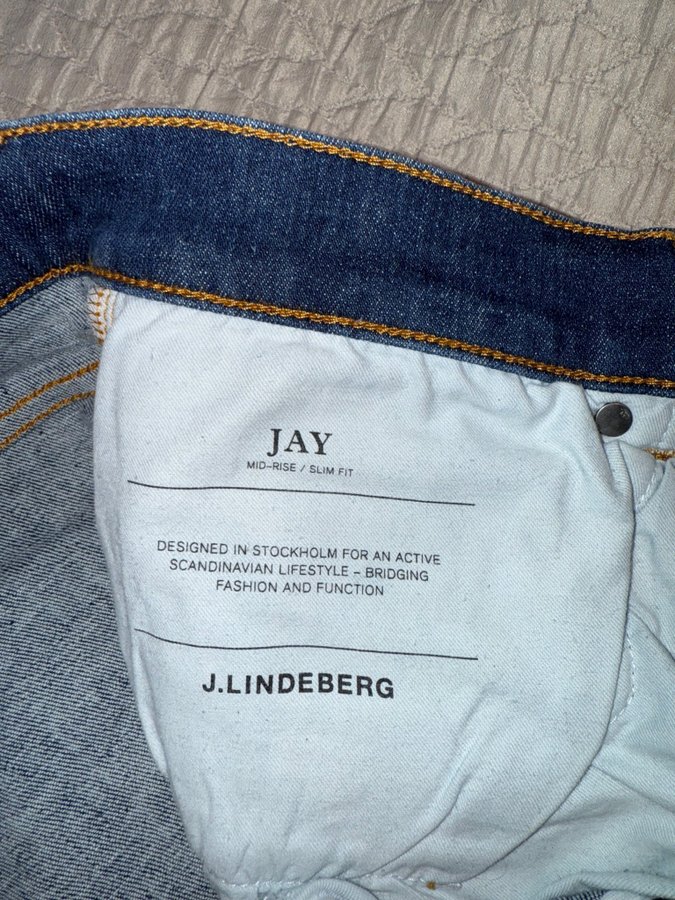 JAY
MID-RISE / SLIM FIT
DESIGNED IN STOCKHOLM FOR AN ACTIVE
SCANDINAVIAN LIFESTYLE - BRIDGING
FASHION AND FUNCTION
J.LINDEBERG